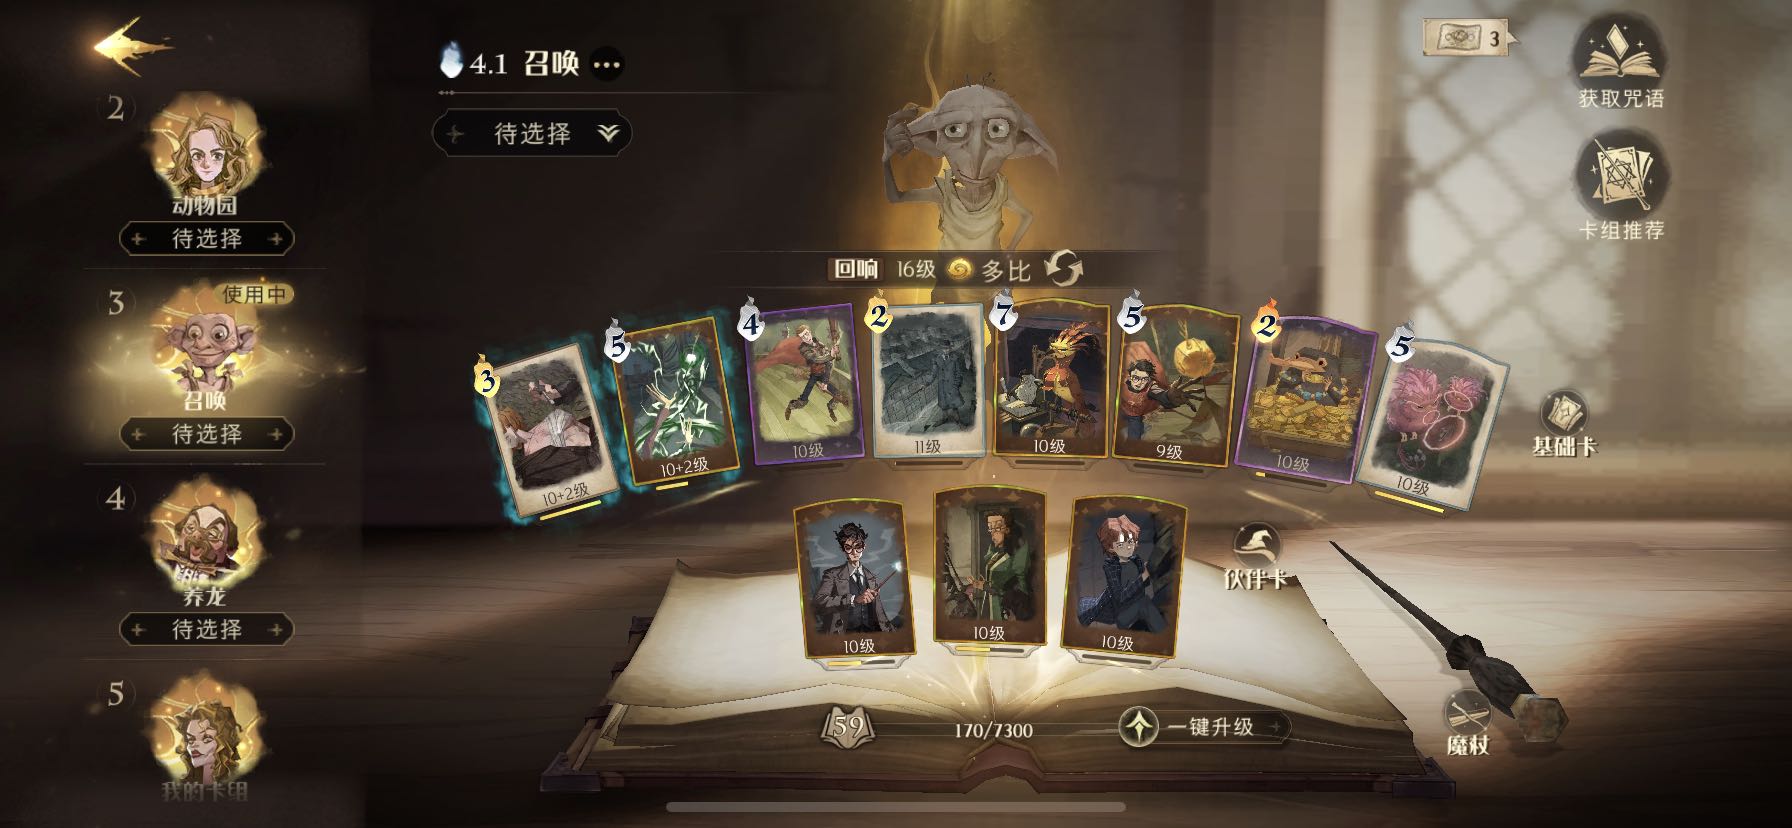 4.1 召唤
待选择
3
获取咒语
卡组推荐
2
动物园
待选择
3
使用中
召唤
待选择
4
养龙
待选择
5
我的卡组
回响 16级 多比
3
10+2级
5
10+2级
4
10级
2
11级
7
10级
5
9级
2
10级
5
10级
基础卡
10级
10级
10级
伙伴卡
59
170/7300
一键升级
魔杖